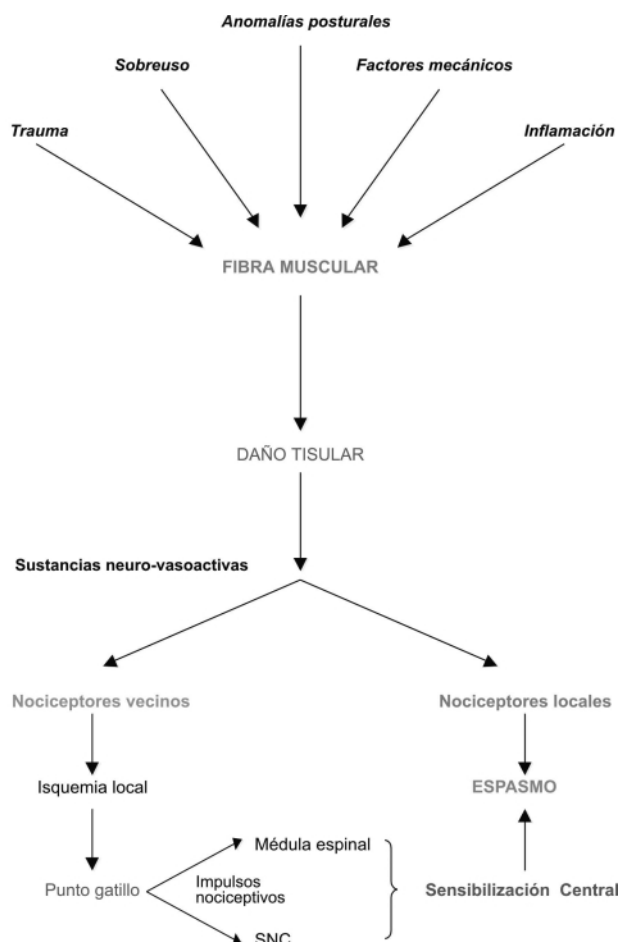 Anomalías posturales
Sobreuso
Factores mecánicos
Trauma
Inflamación
FIBRA MUSCULAR
DAÑO TISULAR
Sustancias neuro-vasoactivas
Nociceptores vecinos
Nociceptores locales
Isquemia local
ESPASMO
Médula espinal
Punto gatillo
Impulsos
nociceptivos
Sensibilización Central
SNC